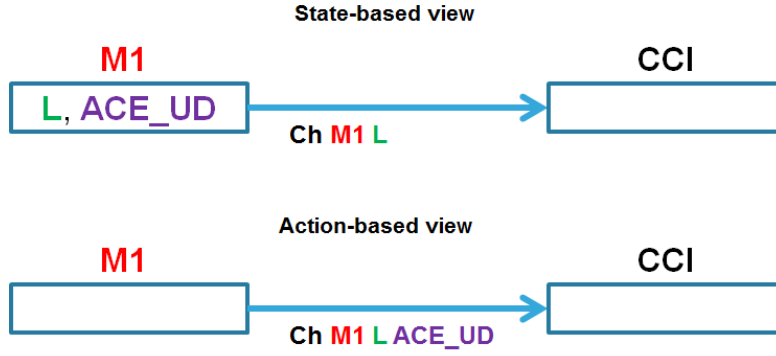 State-based view
M1 CCI
L, ACE_UD
Ch M1 L
Action-based view
M1 CCI
Ch M1 L ACE_UD